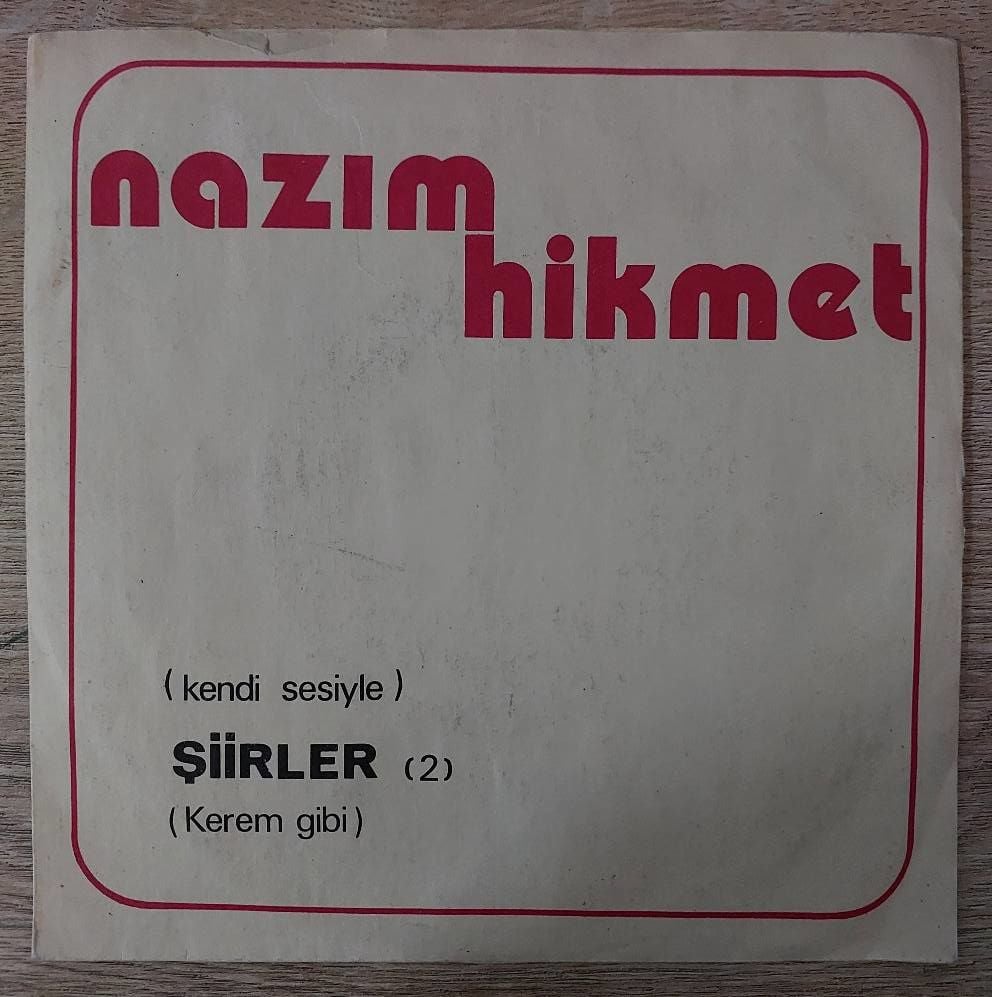 nazım
hikmet
(kendi sesiyle)
ŞİİRLER (2)
(Kerem gibi)